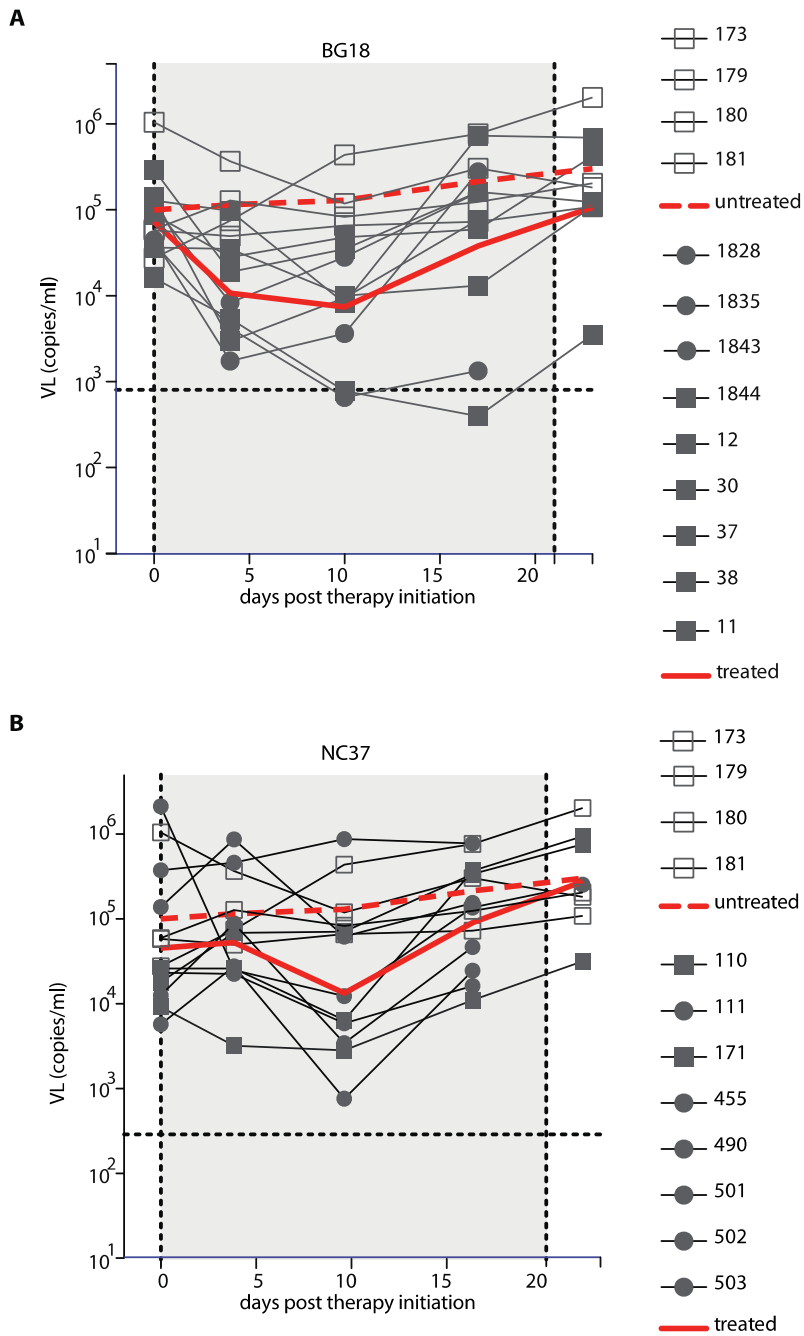 A
BG18
10^6
10^5
10^4
10^3
10^2
10^1
VL (copies/ml)
0 5 10 15 20
days post therapy initiation
173
179
180
181
untreated
1828
1835
1843
1844
12
30
37
38
11
treated
B
NC37
10^6
10^5
10^4
10^3
10^2
10^1
VL (copies/ml)
0 5 10 15 20
days post therapy initiation
173
179
180
181
untreated
110
111
171
455
490
501
502
503
treated